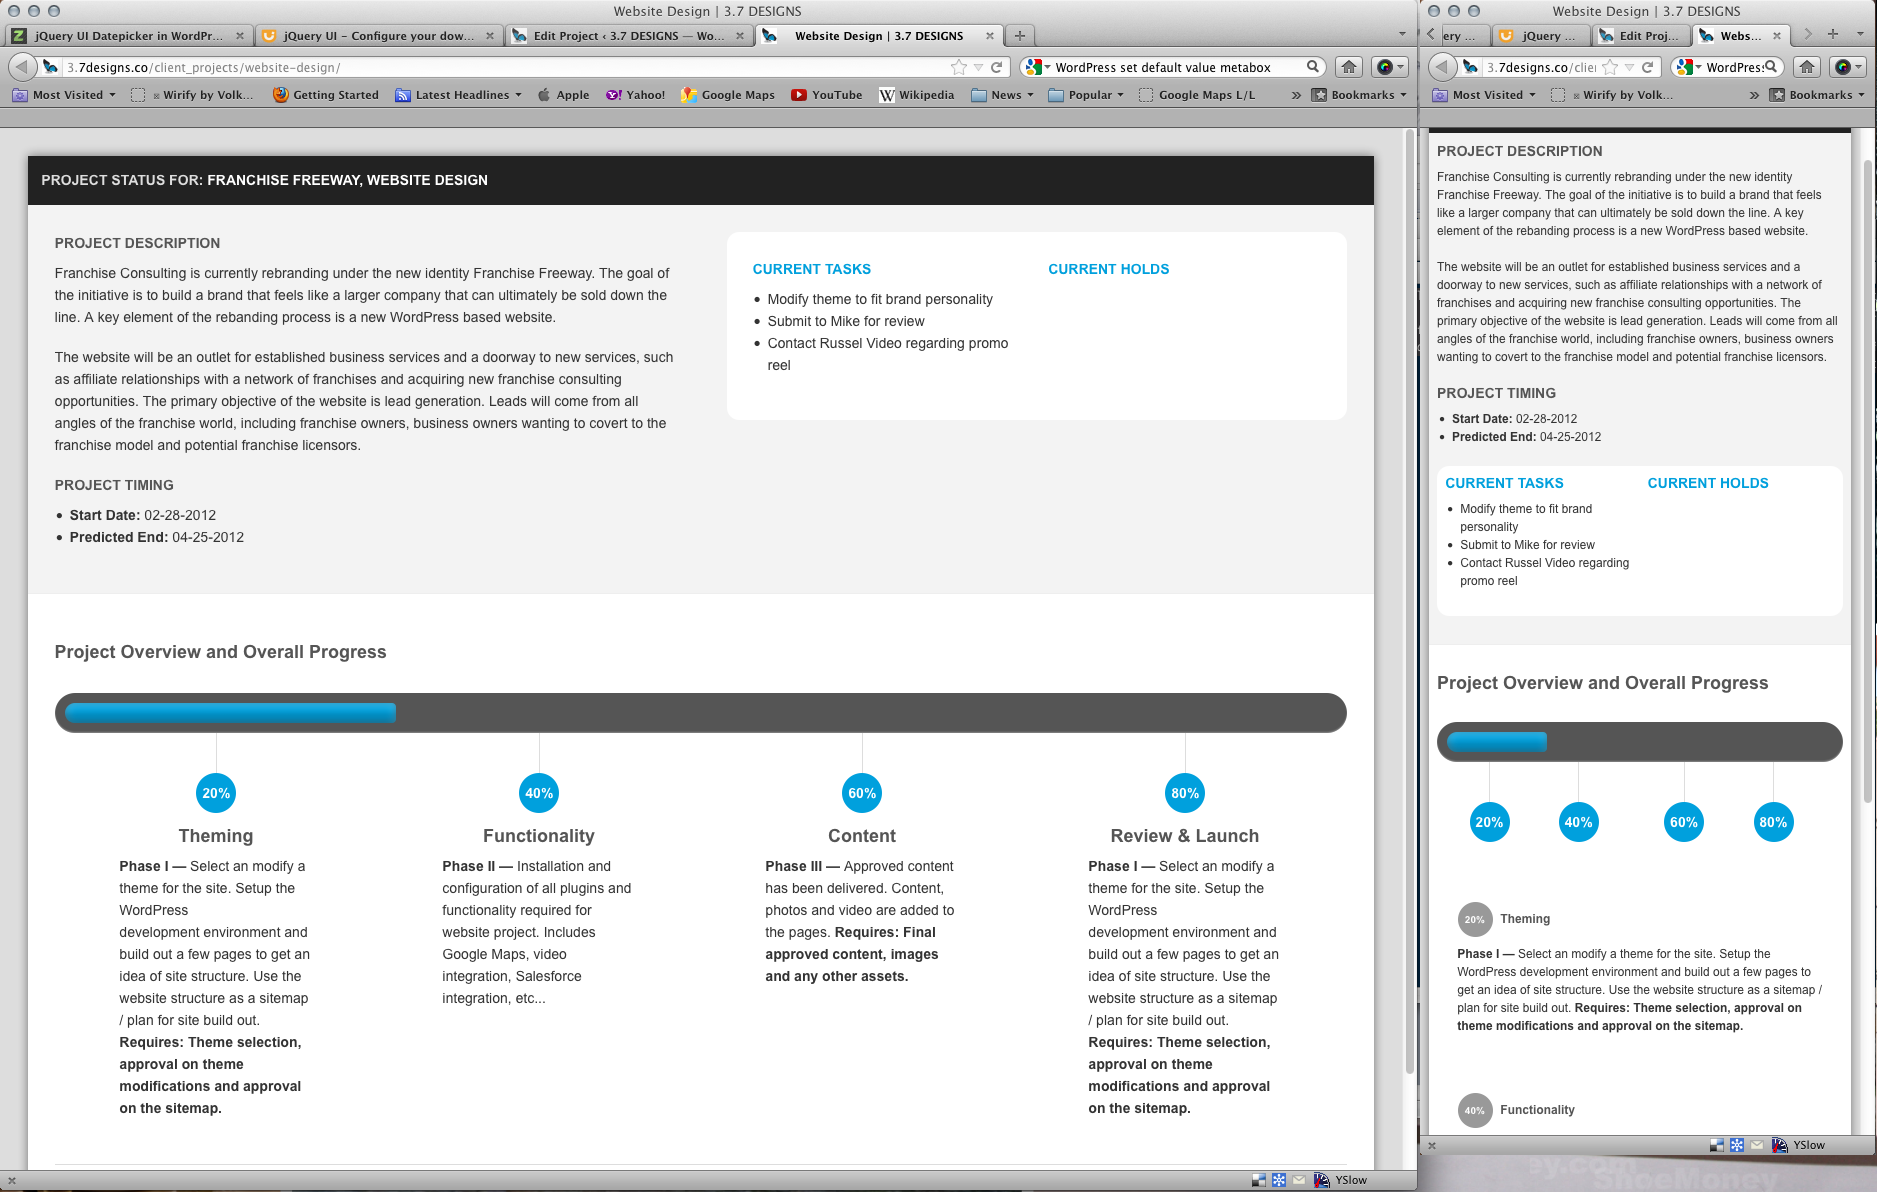 Website Design | 3.7 DESIGNS
jQuery UI Datepicker in WordPr...
jQuery UI – Configure your dow...
Edit Project ‹ 3.7 DESIGNS — Wo...
Website Design | 3.7 DESIGNS
3.7designs.co/client_projects/website-design/
WordPress set default value metabox
Most Visited
Wirify by Volk...
Getting Started
Latest Headlines
Apple
Yahoo!
Google Maps
YouTube
Wikipedia
News
Popular
Google Maps L/L
»
Bookmarks
PROJECT STATUS FOR: FRANCHISE FREEWAY, WEBSITE DESIGN
PROJECT DESCRIPTION
Franchise Consulting is currently rebranding under the new identity Franchise Freeway. The goal of
the initiative is to build a brand that feels like a larger company that can ultimately be sold down the
line. A key element of the rebanding process is a new WordPress based website.
The website will be an outlet for established business services and a doorway to new services, such
as affiliate relationships with a network of franchises and acquiring new franchise consulting
opportunities. The primary objective of the website is lead generation. Leads will come from all
angles of the franchise world, including franchise owners, business owners wanting to covert to the
franchise model and potential franchise licensors.
PROJECT TIMING
• Start Date: 02-28-2012
• Predicted End: 04-25-2012
CURRENT TASKS
• Modify theme to fit brand personality
• Submit to Mike for review
• Contact Russel Video regarding promo
reel
CURRENT HOLDS
Project Overview and Overall Progress
20%
Theming
Phase I — Select an modify a
theme for the site. Setup the
WordPress
development environment and
build out a few pages to get an
idea of site structure. Use the
website structure as a sitemap
/ plan for site build out.
Requires: Theme selection,
approval on theme
modifications and approval
on the sitemap.
40%
Functionality
Phase II — Installation and
configuration of all plugins and
functionality required for
website project. Includes
Google Maps, video
integration, Salesforce
integration, etc...
60%
Content
Phase III — Approved content
has been delivered. Content,
photos and video are added to
the pages. Requires: Final
approved content, images
and any other assets.
80%
Review & Launch
Phase I — Select an modify a
theme for the site. Setup the
WordPress
development environment and
build out a few pages to get an
idea of site structure. Use the
website structure as a sitemap
/ plan for site build out.
Requires: Theme selection,
approval on theme
modifications and approval
on the sitemap.
YSlow
Website Design | 3.7 DESIGNS
ery ...
jQuery ...
Edit Proj...
Webs...
3.7designs.co/clie
WordPress
Most Visited
Wirify by Volk...
»
Bookmarks
PROJECT DESCRIPTION
Franchise Consulting is currently rebranding under the new identity
Franchise Freeway. The goal of the initiative is to build a brand that feels
like a larger company that can ultimately be sold down the line. A key
element of the rebanding process is a new WordPress based website.
The website will be an outlet for established business services and a
doorway to new services, such as affiliate relationships with a network of
franchises and acquiring new franchise consulting opportunities. The
primary objective of the website is lead generation. Leads will come from all
angles of the franchise world, including franchise owners, business owners
wanting to covert to the franchise model and potential franchise licensors.
PROJECT TIMING
• Start Date: 02-28-2012
• Predicted End: 04-25-2012
CURRENT TASKS
• Modify theme to fit brand
personality
• Submit to Mike for review
• Contact Russel Video regarding
promo reel
CURRENT HOLDS
Project Overview and Overall Progress
20%
40%
60%
80%
20% Theming
Phase I — Select an modify a theme for the site. Setup the
WordPress development environment and build out a few pages to
get an idea of site structure. Use the website structure as a sitemap /
plan for site build out. Requires: Theme selection, approval on
theme modifications and approval on the sitemap.
40% Functionality
YSlow
ey.com
ShoeMoney